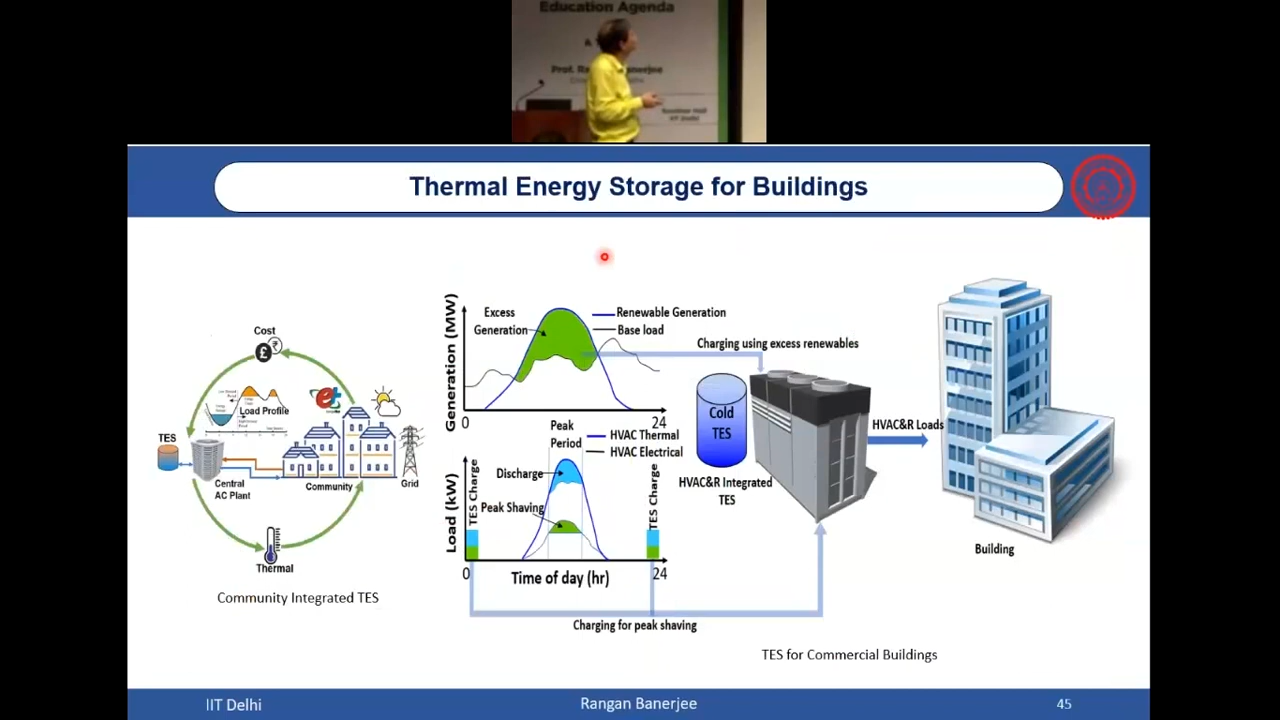 Education Agenda
Thermal Energy Storage for Buildings
Cost
Load Profile
TES
Central
AC Plant
Community
Grid
Thermal
Community Integrated TES
Generation (MW)
Excess
Generation
Renewable Generation
Base load
0
24
Charging using excess renewables
Peak
Period
HVAC Thermal
HVAC Electrical
Load (kW)
TES Charge
Discharge
Peak Shaving
TES Charge
0
Time of day (hr)
24
Charging for peak shaving
Cold
TES
HVAC&R Integrated
TES
HVAC&R Loads
Building
TES for Commercial Buildings
IIT Delhi
Rangan Banerjee
45